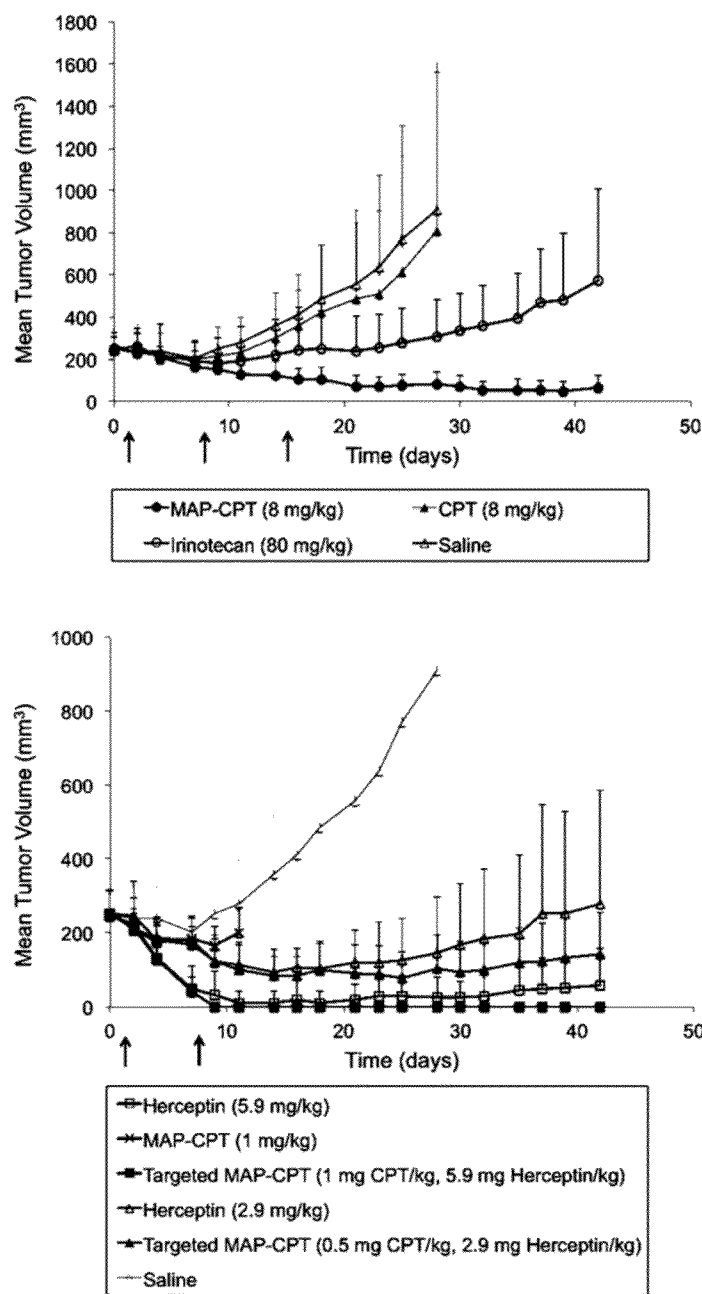 Mean Tumor Volume (mm³)
1800
1600
1400
1200
1000
800
600
400
200
0
0 10 20 30 40 50
Time (days)
MAP-CPT (8 mg/kg) CPT (8 mg/kg)
Irinotecan (80 mg/kg) Saline
Mean Tumor Volume (mm³)
1000
800
600
400
200
0
0 10 20 30 40 50
Time (days)
Herceptin (5.9 mg/kg)
MAP-CPT (1 mg/kg)
Targeted MAP-CPT (1 mg CPT/kg, 5.9 mg Herceptin/kg)
Herceptin (2.9 mg/kg)
Targeted MAP-CPT (0.5 mg CPT/kg, 2.9 mg Herceptin/kg)
Saline